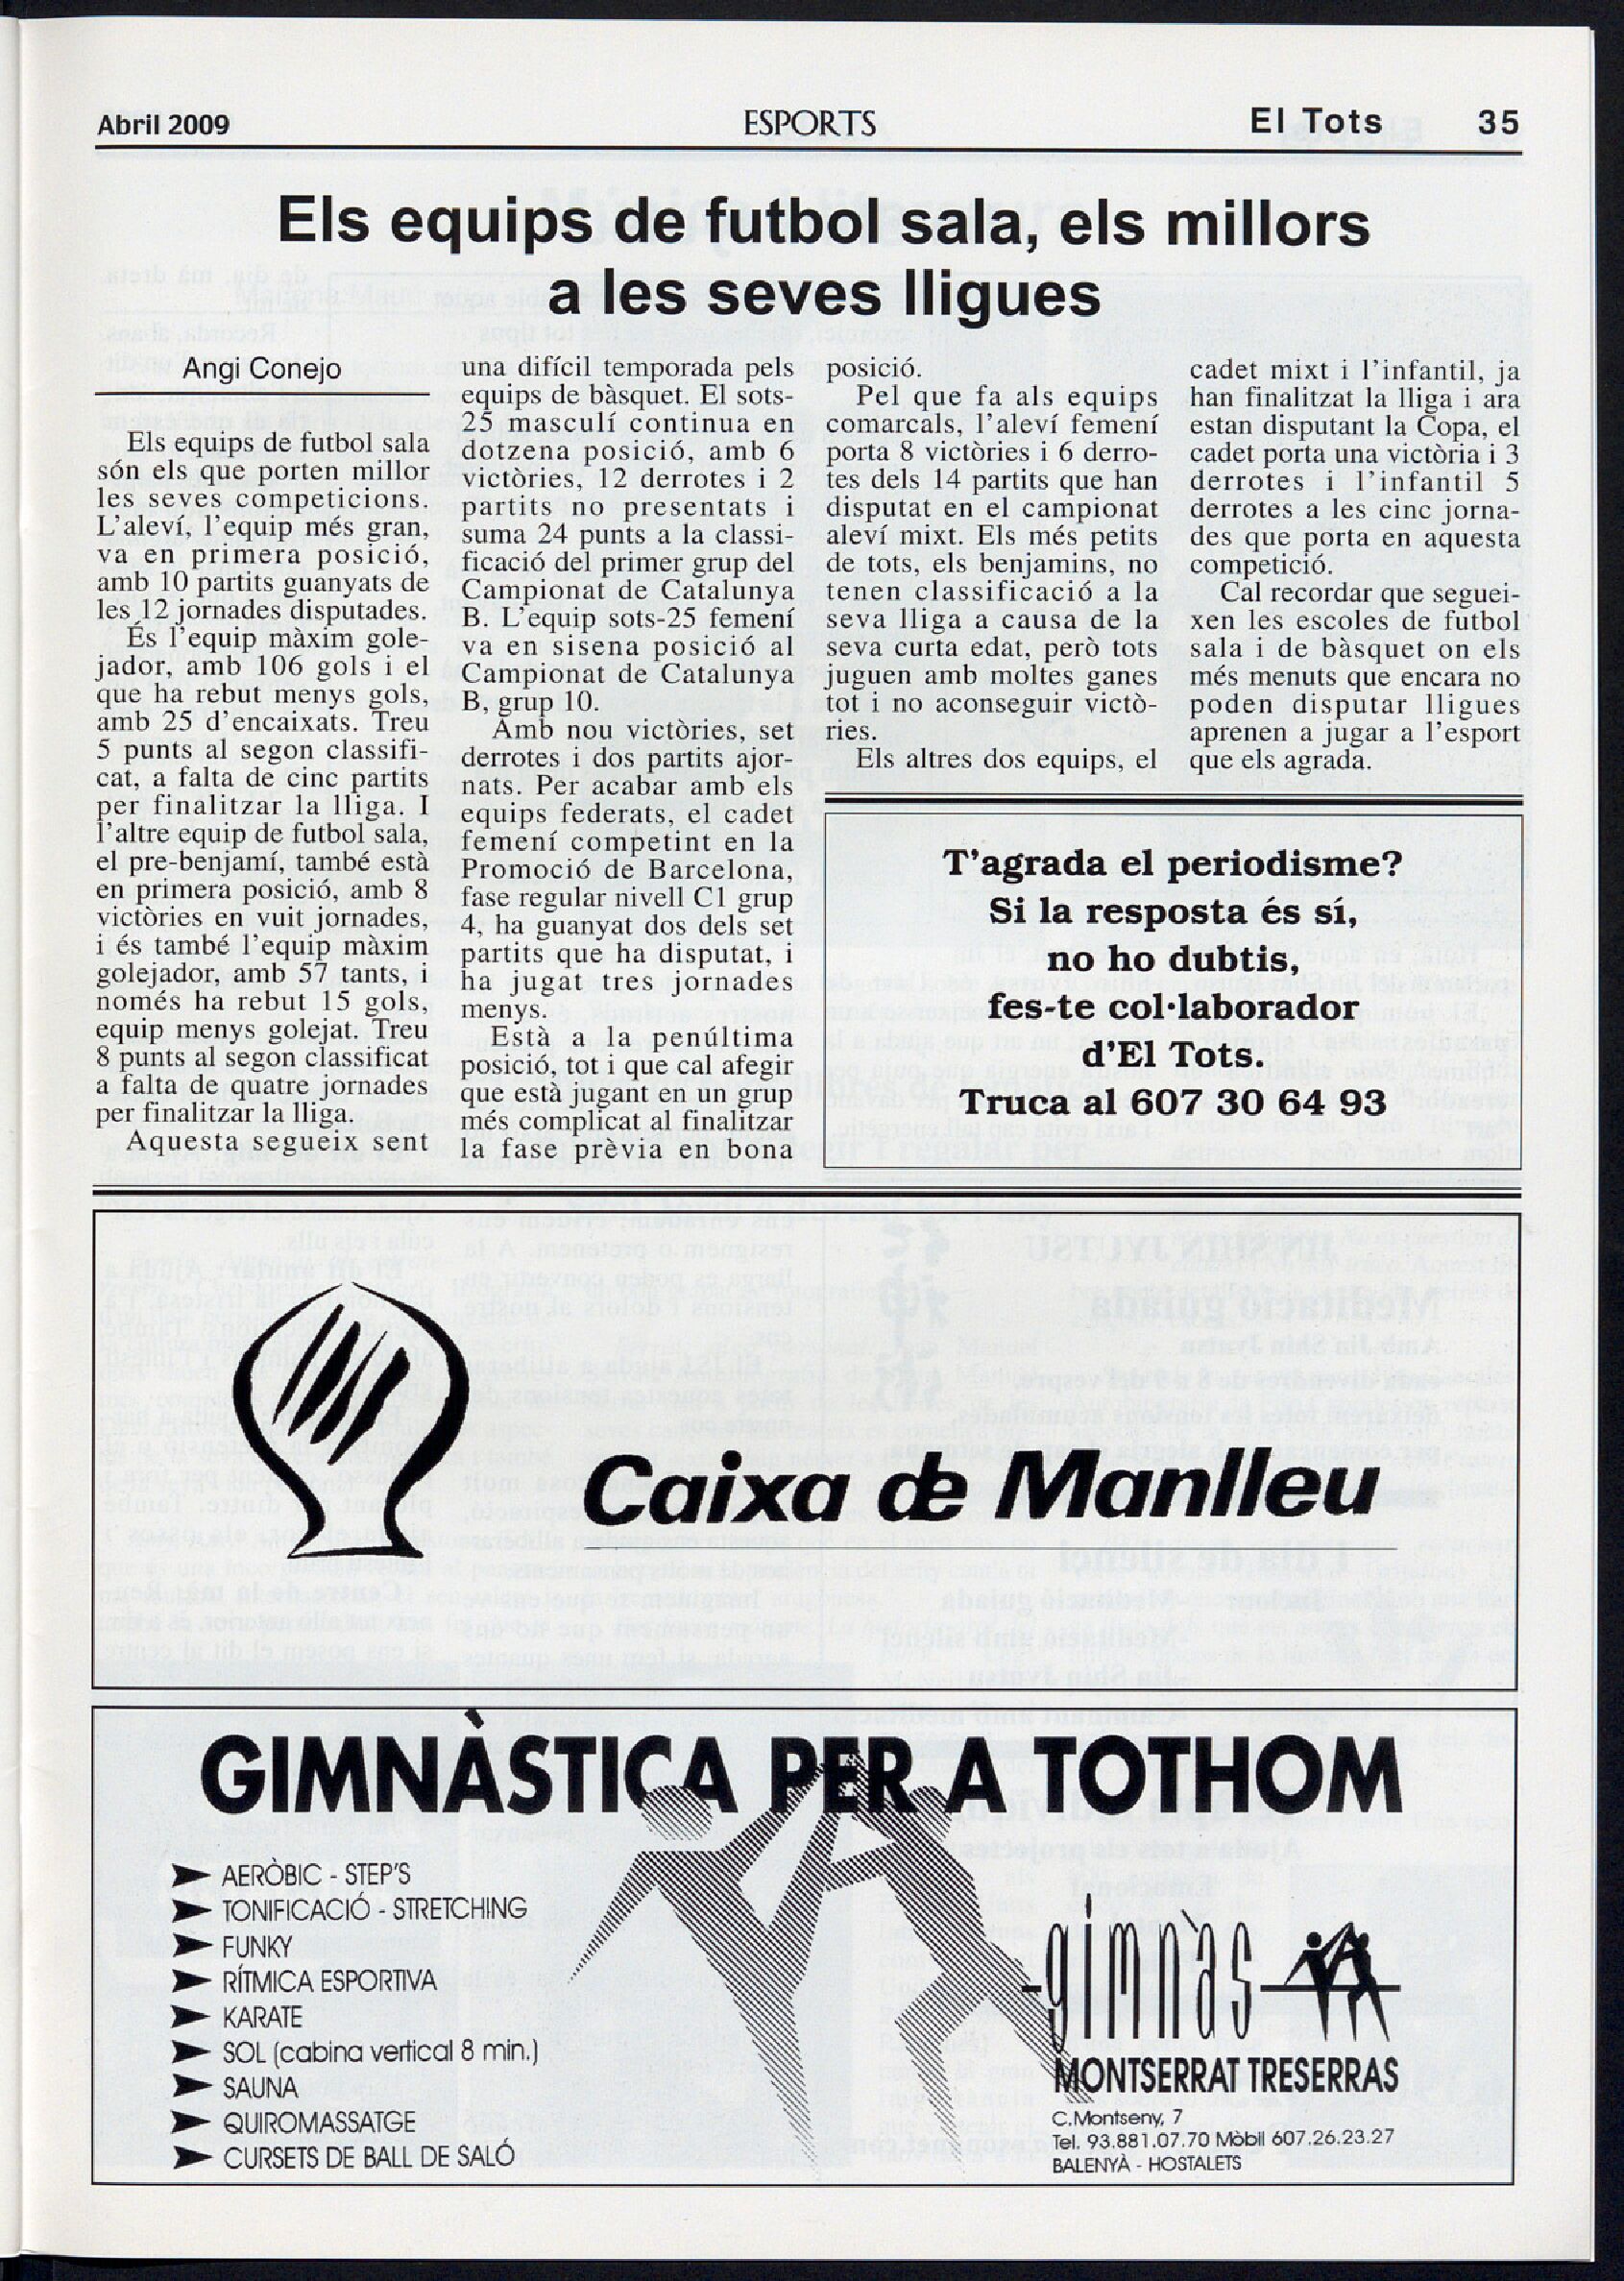 Abril 2009
ESPORTS
El Tots 35
Els equips de futbol sala, els millors
a les seves lligues
Angi Conejo
Els equips de futbol sala
són els que porten millor
les seves competicions.
L'aleví, l'equip més gran,
va en primera posició,
amb 10 partits guanyats de
les 12 jornades disputades.
És l'equip màxim gole-
jador, amb 106 gols i el
que ha rebut menys gols,
amb 25 d'encaixats. Treu
5 punts al segon classifi-
cat, a falta de cinc partits
per finalitzar la lliga. I
l'altre equip de futbol sala,
el pre-benjamí, també està
en primera posició, amb 8
victòries en vuit jornades,
i és també l'equip màxim
golejador, amb 57 tants, i
només ha rebut 15 gols,
equip menys golejat. Treu
8 punts al segon classificat
a falta de quatre jornades
per finalitzar la lliga.
Aquesta segueix sent
una difícil temporada pels
equips de bàsquet. El sots-
25 masculí continua en
dotzena posició, amb 6
victòries, 12 derrotes i 2
partits no presentats i
suma 24 punts a la classi-
ficació del primer grup del
Campionat de Catalunya
B. L'equip sots-25 femení
va en sisena posició al
Campionat de Catalunya
B, grup 10.
Amb nou victòries, set
derrotes i dos partits ajor-
nats. Per acabar amb els
equips federats, el cadet
femení competint en la
Promoció de Barcelona,
fase regular nivell C1 grup
4, ha guanyat dos dels set
partits que ha disputat, i
ha jugat tres jornades
menys.
Està a la penúltima
posició, tot i que cal afegir
que està jugant en un grup
més complicat al finalitzar
la fase prèvia en bona
posició.
Pel que fa als equips
comarcals, l'aleví femení
porta 8 victòries i 6 derro-
tes dels 14 partits que han
disputat en el campionat
aleví mixt. Els més petits
de tots, els benjamins, no
tenen classificació a la
seva lliga a causa de la
seva curta edat, però tots
juguen amb moltes ganes
tot i no aconseguir victò-
ries.
Els altres dos equips, el
cadet mixt i l'infantil, ja
han finalitzat la lliga i ara
estan disputant la Copa, el
cadet porta una victòria i 3
derrotes i l'infantil 5
derrotes a les cinc jorna-
des que porta en aquesta
competició.
Cal recordar que seguei-
xen les escoles de futbol
sala i de bàsquet on els
més menuts que encara no
poden disputar lligues
aprenen a jugar a l'esport
que els agrada.
T'agrada el periodisme?
Si la resposta és sí,
no ho dubtis,
fes-te col·laborador
d'El Tots.
Truca al 607 30 64 93
Caixa de Manlleu
GIMNÀSTICA PER A TOTHOM
AERÒBIC - STEP'S
TONIFICACIÓ - STRETCHING
FUNKY
RÍTMICA ESPORTIVA
KARATE
SOL (cabina vertical 8 min.)
SAUNA
QUIROMASSATGE
CURSETS DE BALL DE SALÓ
gimnàs
MONTSERRAT TRESERRAS
C.Montseny, 7
Tel. 93.881.07.70 Mòbil 607.26.23.27
BALENYÀ - HOSTALETS